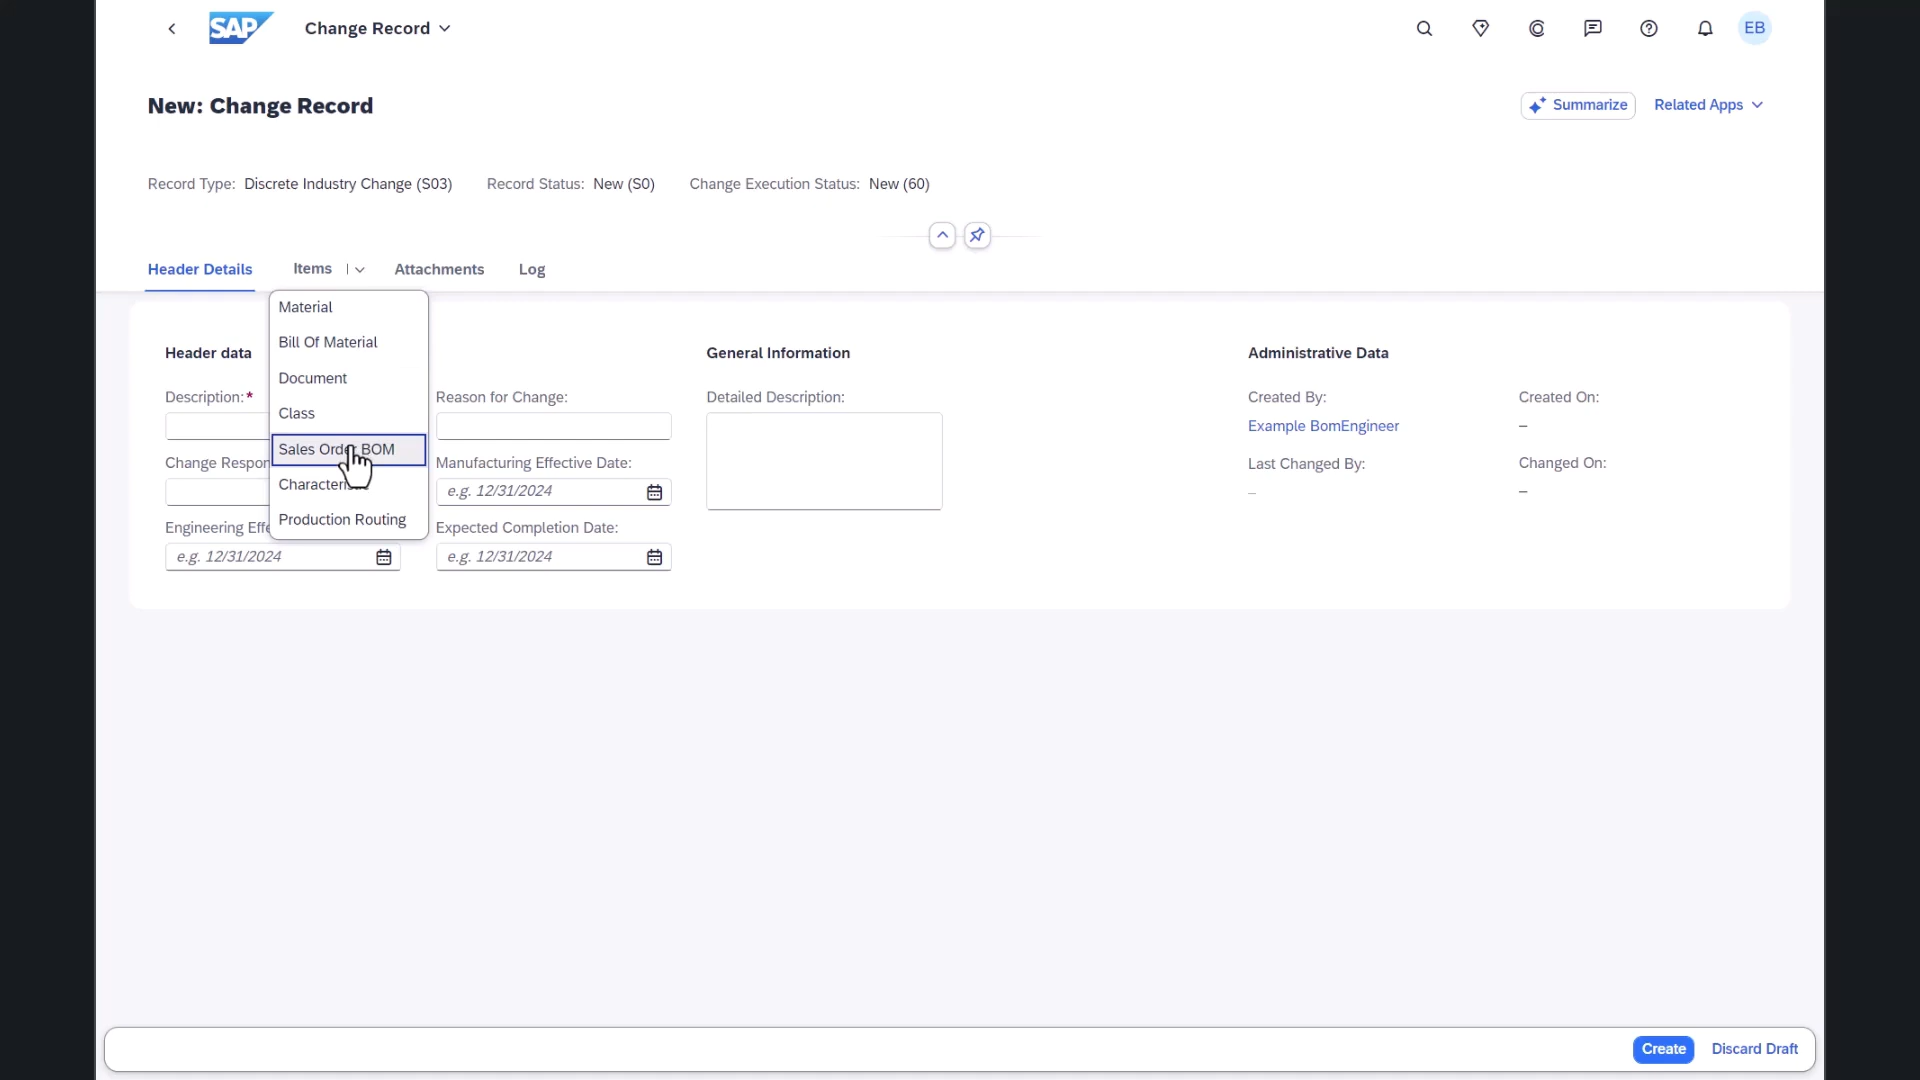 SAP
Change Record
EB
New: Change Record
Summarize
Related Apps
Record Type: Discrete Industry Change (S03)
Record Status: New (S0)
Change Execution Status: New (60)
Header Details
Items
Attachments
Log
Material
Bill Of Material
Document
Class
Sales Order BOM
Production Routing
Header data
Description:*
Reason for Change:
Manufacturing Effective Date:
e.g. 12/31/2024
Expected Completion Date:
e.g. 12/31/2024
e.g. 12/31/2024
General Information
Detailed Description:
Administrative Data
Created By:
Example BomEngineer
Created On:
–
Last Changed By:
–
Changed On:
–
Create
Discard Draft